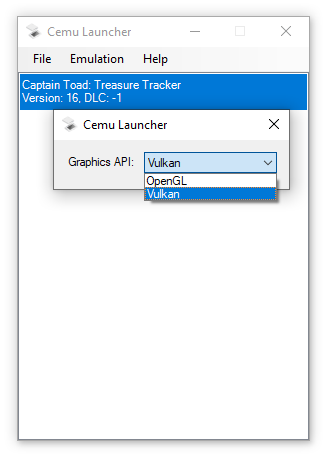 Cemu Launcher
File Emulation Help
Captain Toad: Treasure Tracker
Version: 16, DLC: -1
Cemu Launcher
Graphics API: Vulkan
OpenGL
Vulkan